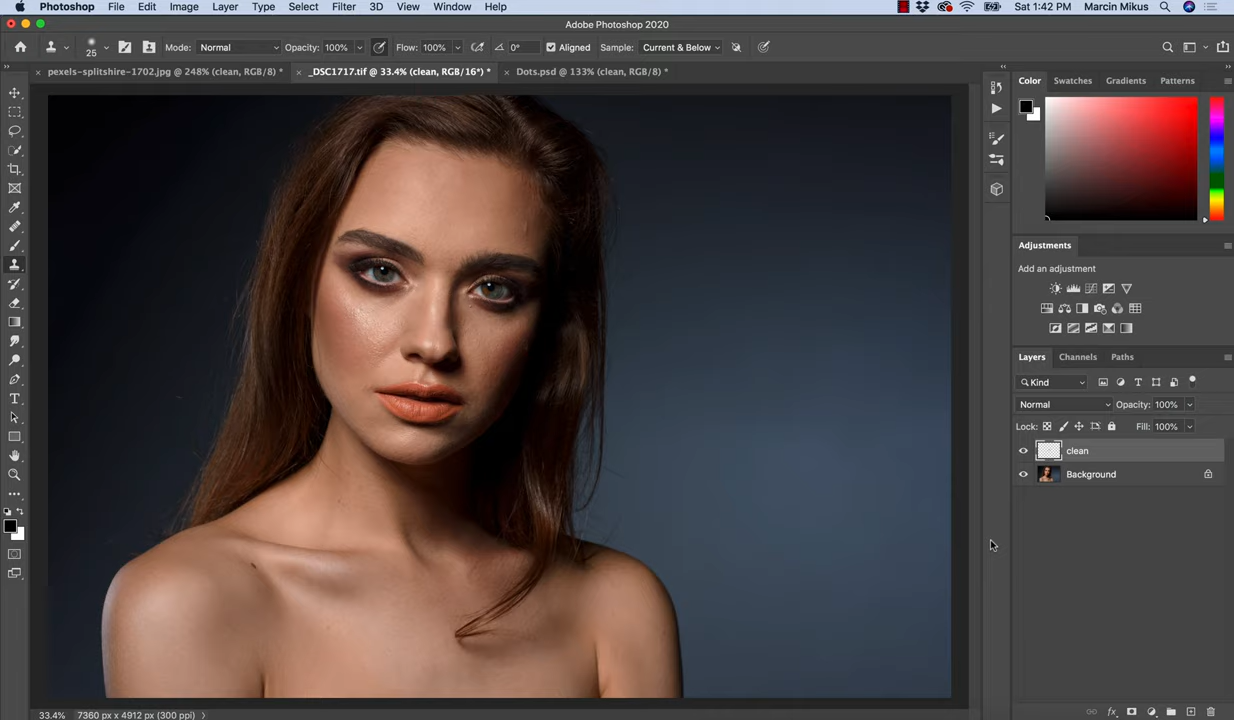 Photoshop File Edit Image Layer Type Select Filter 3D View Window Help Sat 1:42 PM Marcin Mikus
Adobe Photoshop 2020
25 Mode: Normal Opacity: 100% Flow: 100% 0° Aligned Sample: Current & Below
pexels-splitshire-1702.jpg @ 248% (clean, RGB/8) * _DSC1717.tif @ 33.4% (clean, RGB/16*) * Dots.psd @ 133% (clean, RGB/8) *
Color Swatches Gradients Patterns
Adjustments
Add an adjustment
Layers Channels Paths
Kind
Normal Opacity: 100%
Lock: Fill: 100%
clean
Background
33.4% 7360 px x 4912 px (300 ppi)